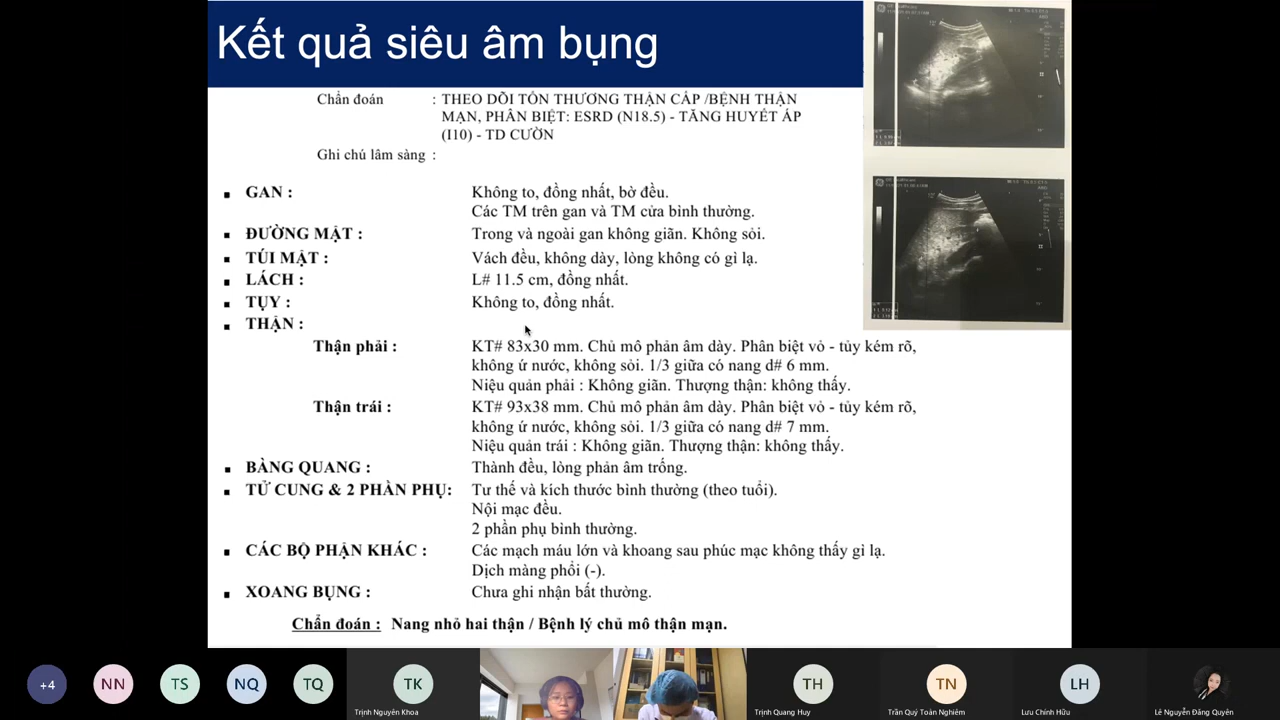 Kết quả siêu âm bụng
Chẩn đoán : THEO DÕI TỔN THƯƠNG THẬN CẤP /BỆNH THẬN
MẠN, PHÂN BIỆT: ESRD (N18.5) - TĂNG HUYẾT ÁP
(I10) - TD CƯỜN
Ghi chú lâm sàng :
GAN : Không to, đồng nhất, bờ đều.
Các TM trên gan và TM cửa bình thường.
ĐƯỜNG MẬT : Trong và ngoài gan không giãn. Không sỏi.
TÚI MẬT : Vách đều, không dày, lòng không có gì lạ.
LÁCH : L# 11.5 cm, đồng nhất.
TỤY : Không to, đồng nhất.
THẬN :
Thận phải : KT# 83x30 mm. Chủ mô phản âm dày. Phân biệt vỏ - tủy kém rõ,
không ứ nước, không sỏi. 1/3 giữa có nang d# 6 mm.
Niệu quản phải : Không giãn. Thượng thận: không thấy.
Thận trái : KT# 93x38 mm. Chủ mô phản âm dày. Phân biệt vỏ - tủy kém rõ,
không ứ nước, không sỏi. 1/3 giữa có nang d# 7 mm.
Niệu quản trái : Không giãn. Thượng thận: không thấy.
BÀNG QUANG : Thành đều, lòng phản âm trống.
TỬ CUNG & 2 PHẦN PHỤ: Tư thế và kích thước bình thường (theo tuổi).
Nội mạc đều.
2 phần phụ bình thường.
CÁC BỘ PHẬN KHÁC : Các mạch máu lớn và khoang sau phúc mạc không thấy gì lạ.
Dịch màng phổi (-).
XOANG BỤNG : Chưa ghi nhận bất thường.
Chẩn đoán : Nang nhỏ hai thận / Bệnh lý chủ mô thận mạn.
+4 NN TS NQ TQ TK TH TN LH
Trịnh Nguyên Khoa Trịnh Quang Huy Trần Quý Toàn Nghiêm Lưu Chính Hữu Lê Nguyễn Đăng Quyên